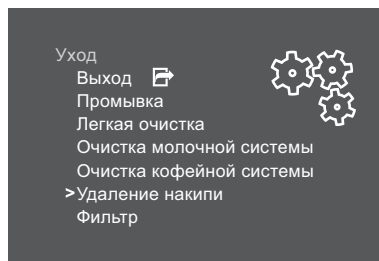 Уход
Выход
Промывка
Легкая очистка
Очистка молочной системы
Очистка кофейной системы
>Удаление накипи
Фильтр